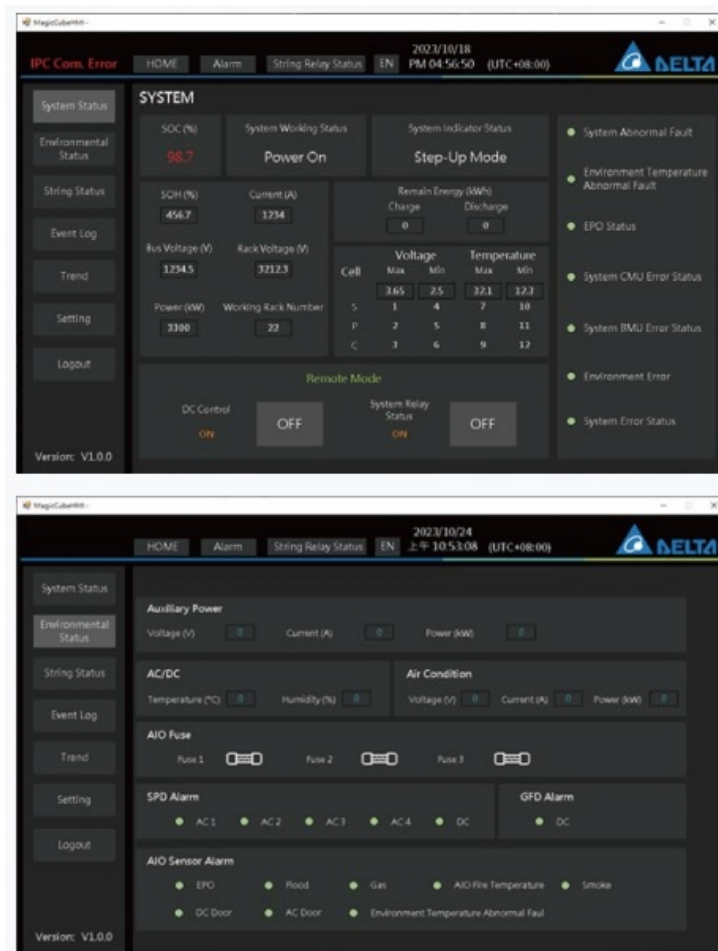 MagicCubeHMI -
IPC Com. Error
HOME
Alarm
String Relay Status
EN
2023/10/18
PM 04:56:50 (UTC+08:00)
DELTA
System Status
Environmental
Status
String Status
Event Log
Trend
Setting
Logout
Version: V1.0.0
SYSTEM
SOC (%)
98.7
System Working Status
Power On
System Indicator Status
Step-Up Mode
SOH (%) Current (A)
456.7 1234
Bus Voltage (V) Rack Voltage (V)
1234.5 3212.3
Power (kW) Working Rack Number
3300 22
Remain Energy (kWh)
Charge Discharge
0 0
Voltage Temperature
Cell Max Min Max Min
3.65 2.5 32.1 12.3
S 1 4 7 10
P 2 5 8 11
C 3 6 9 12
Remote Mode
DC Control
ON
OFF
System Relay
Status
ON
OFF
System Abnormal Fault
Environment Temperature
Abnormal Fault
EPO Status
System CMU Error Status
System BMU Error Status
Environment Error
System Error Status
MagicCubeHMI -
HOME
Alarm
String Relay Status
EN
2023/10/24
上午 10:53:08 (UTC+08:00)
DELTA
System Status
Environmental
Status
String Status
Event Log
Trend
Setting
Logout
Version: V1.0.0
Auxiliary Power
Voltage (V) 0 Current (A) 0 Power (kW) 0
AC/DC
Temperature (°C) 0 Humidity (%) 0
Air Condition
Voltage (V) 0 Current (A) 0 Power (kW) 0
AIO Fuse
Fuse 1 Fuse 2 Fuse 3
SPD Alarm
AC 1 AC 2 AC 3 AC 4 DC
GFD Alarm
DC
AIO Sensor Alarm
EPO Flood Gas AIO Fire Temperature Smoke
DC Door AC Door Environment Temperature Abnormal Faul